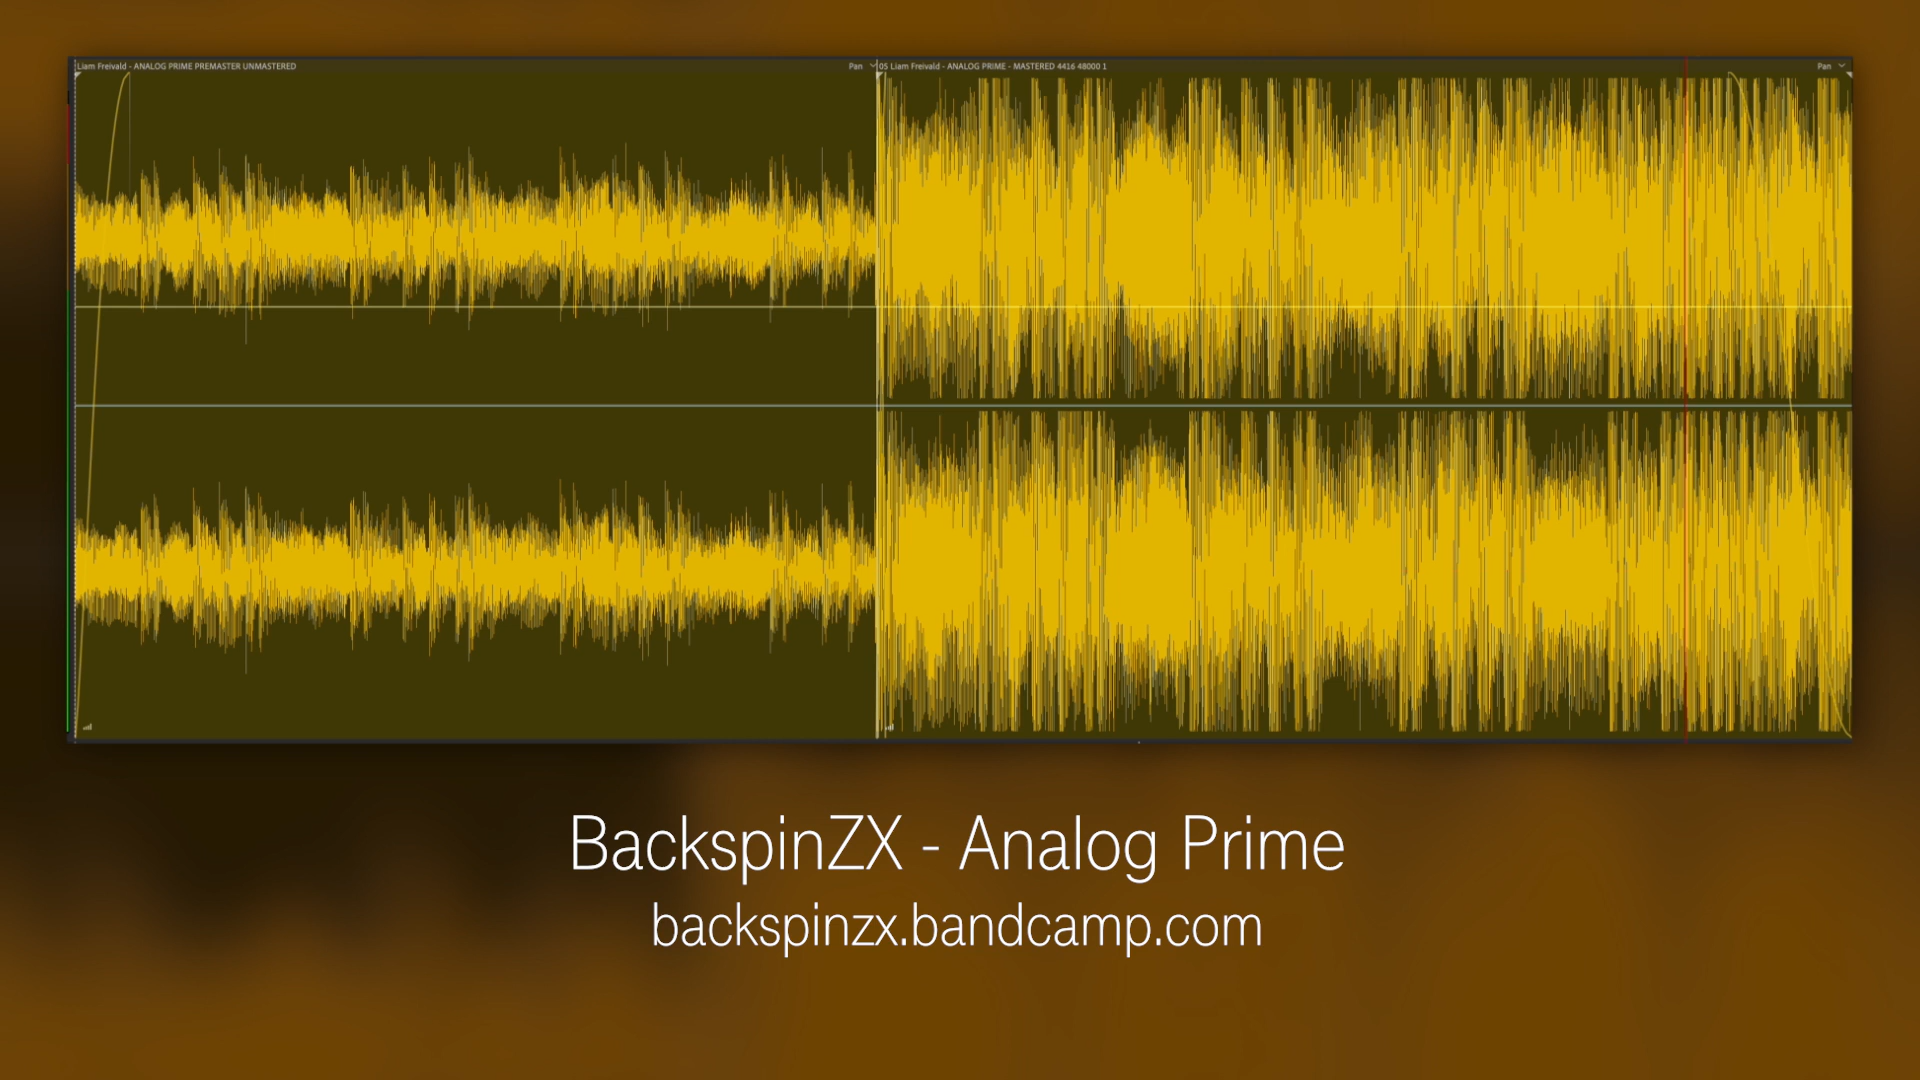 Liam Freivald - ANALOG PRIME PREMASTER UNMASTERED
Pan
05 Liam Freivald - ANALOG PRIME - MASTERED 4416 48000 1
Pan
BackspinZX - Analog Prime
backspinzx.bandcamp.com